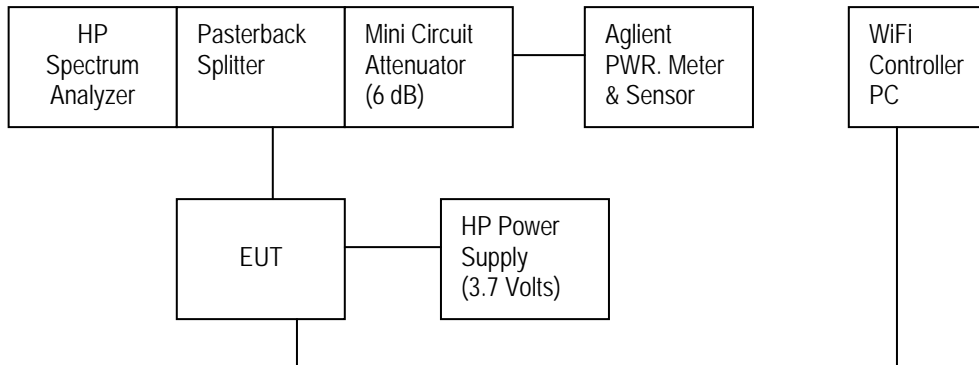 HP
Spectrum
Analyzer
Pasterback
Splitter
Mini Circuit
Attenuator
(6 dB)
Aglient
PWR. Meter
& Sensor
WiFi
Controller
PC
EUT
HP Power
Supply
(3.7 Volts)